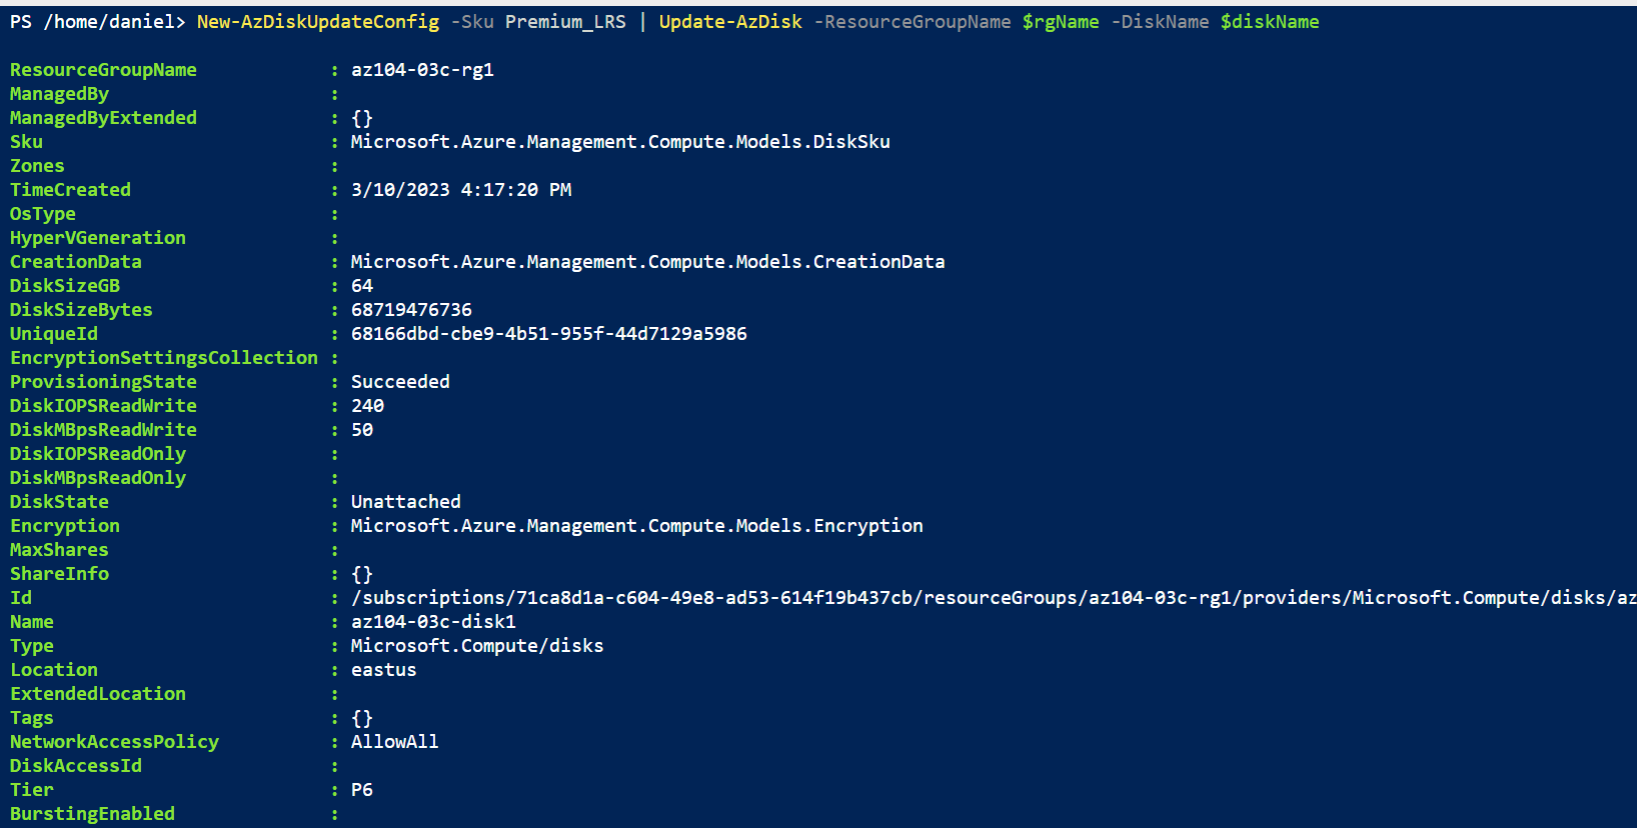 PS /home/daniel> New-AzDiskUpdateConfig -Sku Premium_LRS | Update-AzDisk -ResourceGroupName $rgName -DiskName $diskName
ResourceGroupName : az104-03c-rg1
ManagedBy :
ManagedByExtended : {}
Sku : Microsoft.Azure.Management.Compute.Models.DiskSku
Zones :
TimeCreated : 3/10/2023 4:17:20 PM
OsType :
HyperVGeneration :
CreationData : Microsoft.Azure.Management.Compute.Models.CreationData
DiskSizeGB : 64
DiskSizeBytes : 68719476736
UniqueId : 68166dbd-cbe9-4b51-955f-44d7129a5986
EncryptionSettingsCollection :
ProvisioningState : Succeeded
DiskIOPSReadWrite : 240
DiskMBpsReadWrite : 50
DiskIOPSReadOnly :
DiskMBpsReadOnly :
DiskState : Unattached
Encryption : Microsoft.Azure.Management.Compute.Models.Encryption
MaxShares :
ShareInfo : {}
Id : /subscriptions/71ca8d1a-c604-49e8-ad53-614f19b437cb/resourceGroups/az104-03c-rg1/providers/Microsoft.Compute/disks/az
Name : az104-03c-disk1
Type : Microsoft.Compute/disks
Location : eastus
ExtendedLocation :
Tags : {}
NetworkAccessPolicy : AllowAll
DiskAccessId :
Tier : P6
BurstingEnabled :